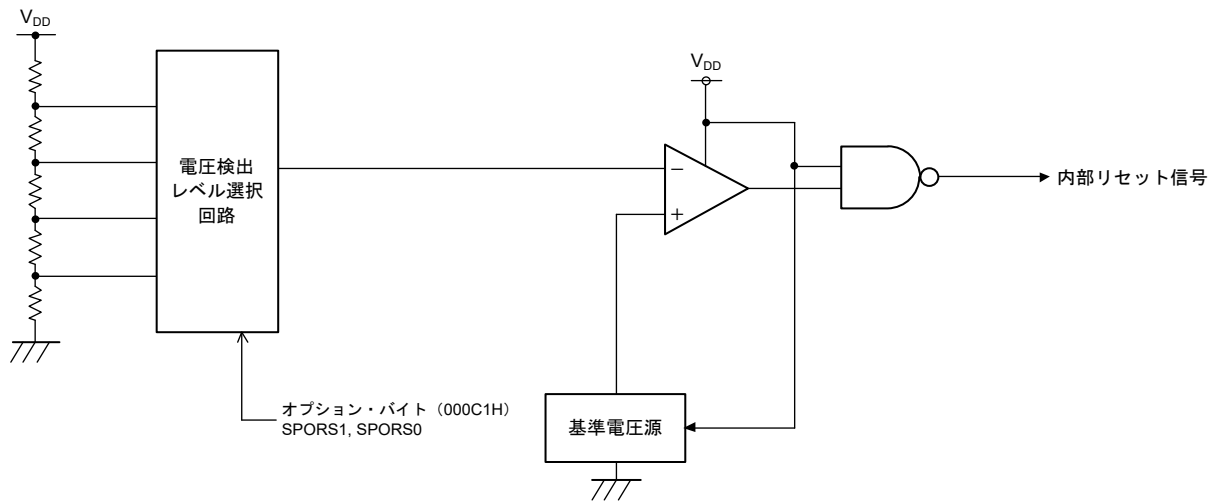 VDD
電圧検出
レベル選択
回路
VDD
−
+
内部リセット信号
オプション・バイト（000C1H）
SPORS1, SPORS0
基準電圧源